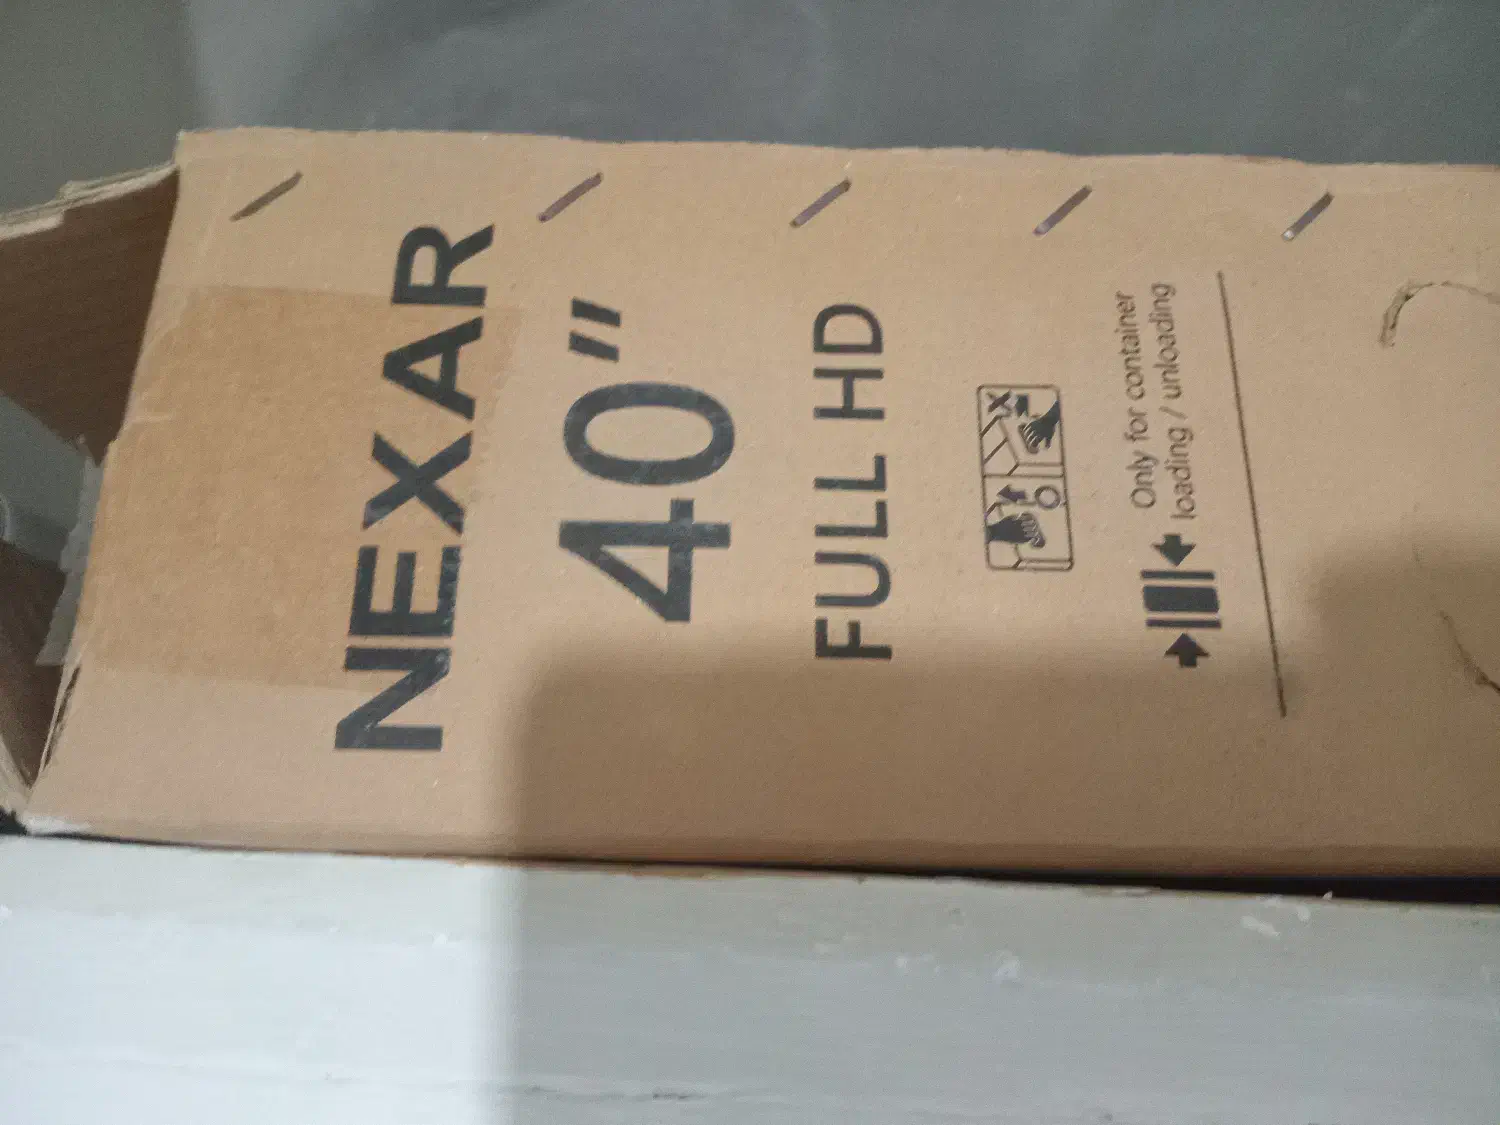 NEXAR
40"
FULL HD
Only for container
loading / unloading